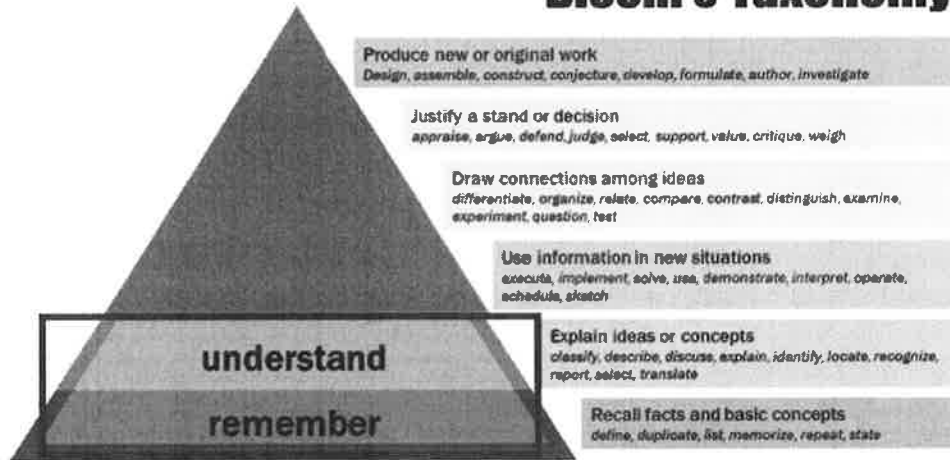 Bloom's Taxonomy
Produce new or original work
Design, assemble, construct, conjecture, develop, formulate, author, investigate
Justify a stand or decision
appraise, argue, defend, judge, select, support, value, critique, weigh
Draw connections among ideas
differentiate, organize, relate, compare, contrast, distinguish, examine,
experiment, question, test
Use information in new situations
execute, implement, solve, use, demonstrate, interpret, operate,
schedule, sketch
understand
Explain ideas or concepts
classify, describe, discuss, explain, identify, locate, recognize,
report, select, translate
remember
Recall facts and basic concepts
define, duplicate, list, memorize, repeat, state